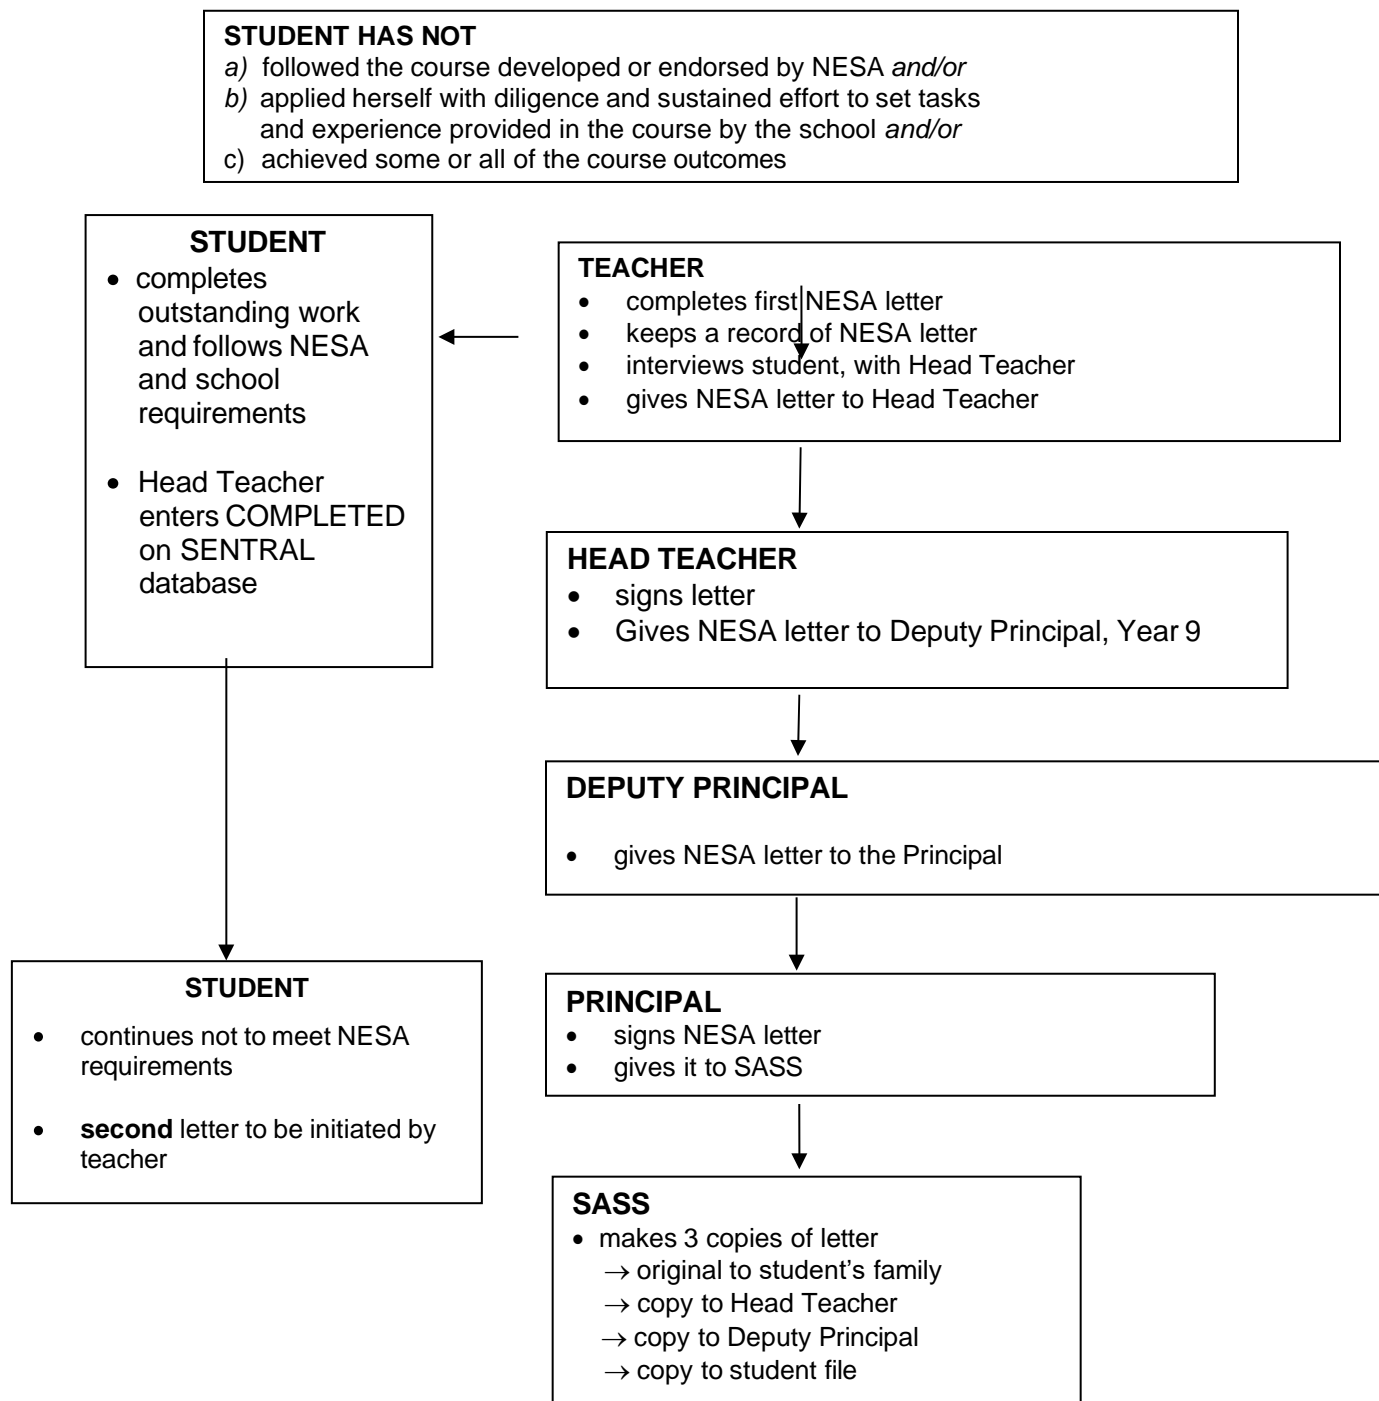 STUDENT HAS NOT
a) followed the course developed or endorsed by NESA and/or
b) applied herself with diligence and sustained effort to set tasks
and experience provided in the course by the school and/or
c) achieved some or all of the course outcomes
STUDENT
• completes
outstanding work
and follows NESA
and school
requirements
• Head Teacher
enters COMPLETED
on SENTRAL
database
TEACHER
• completes first NESA letter
• keeps a record of NESA letter
• interviews student, with Head Teacher
• gives NESA letter to Head Teacher
HEAD TEACHER
• signs letter
• Gives NESA letter to Deputy Principal, Year 9
DEPUTY PRINCIPAL
• gives NESA letter to the Principal
STUDENT
• continues not to meet NESA
requirements
• second letter to be initiated by
teacher
PRINCIPAL
• signs NESA letter
• gives it to SASS
SASS
• makes 3 copies of letter
→ original to student’s family
→ copy to Head Teacher
→ copy to Deputy Principal
→ copy to student file